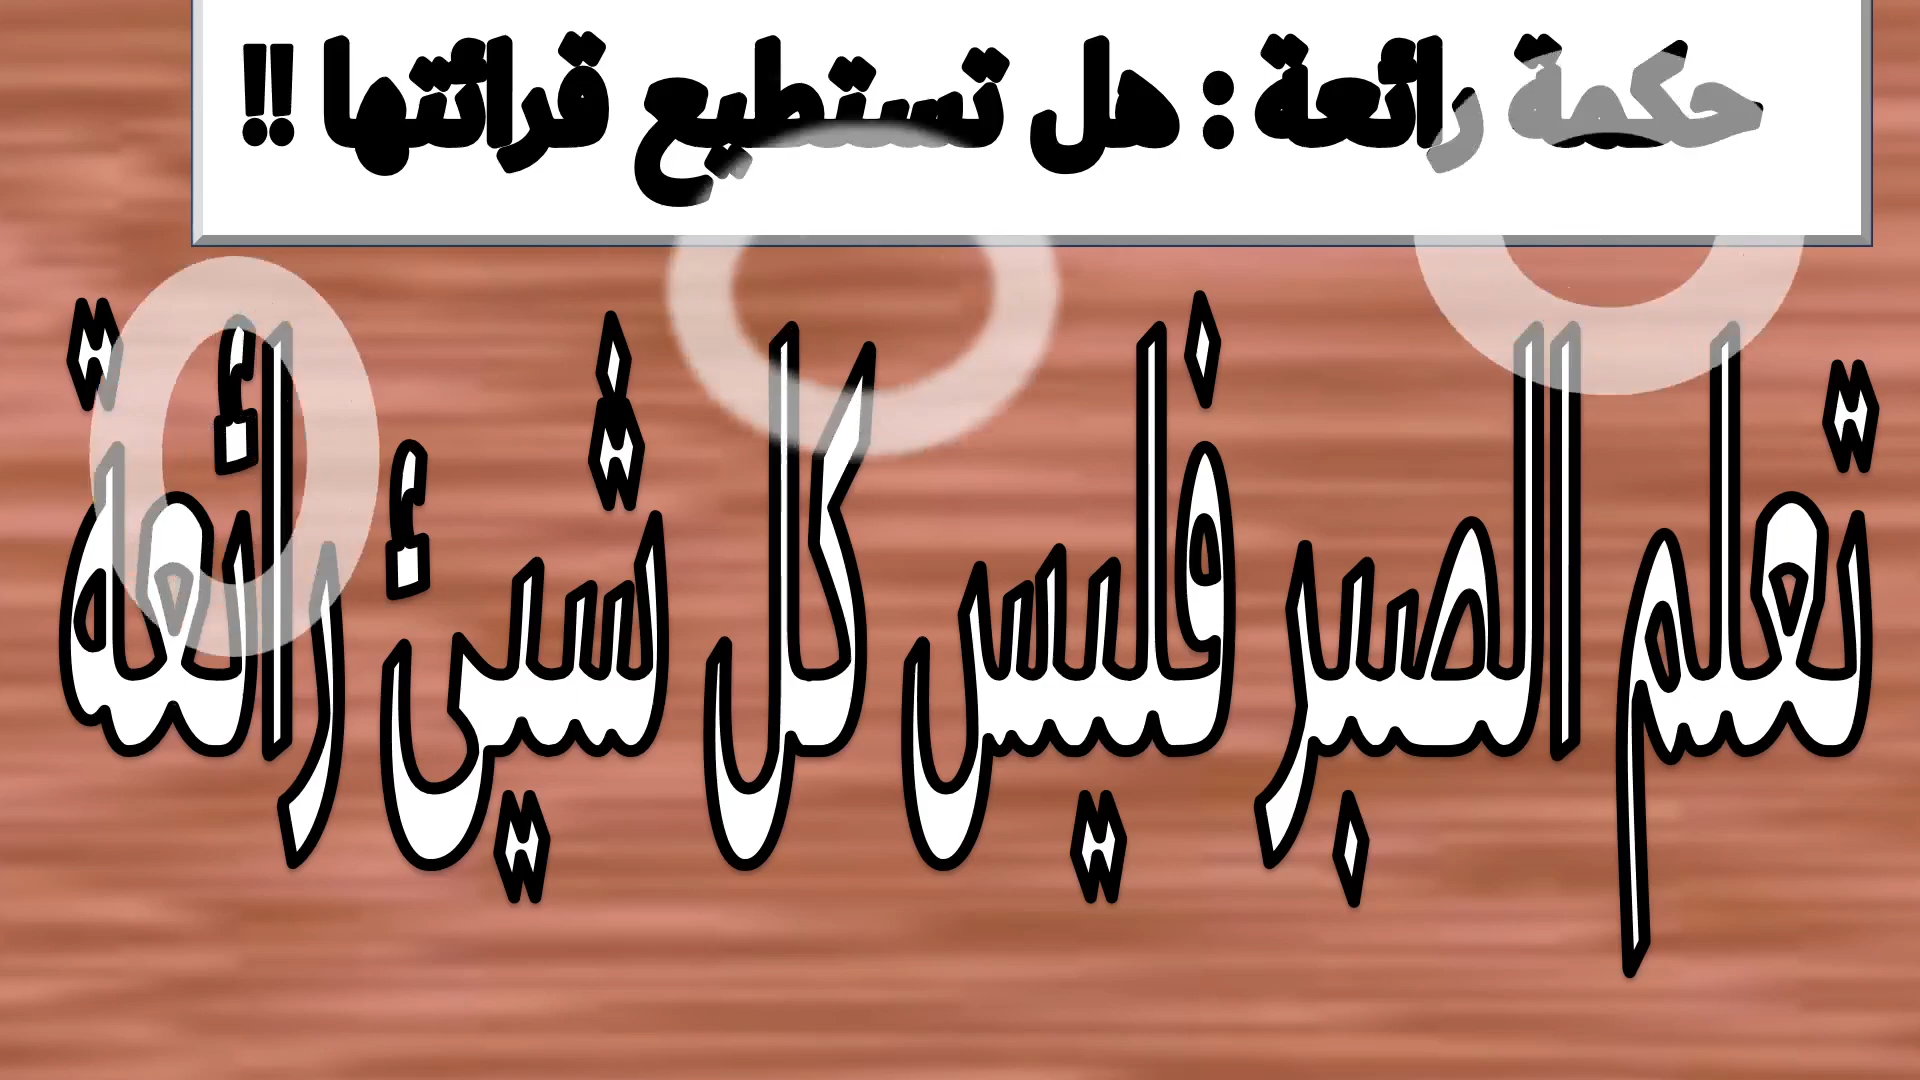 حكمة رائعة : هل تستطيع قرائتها !!
تعلم الصبر فليس كل شيئ رائعة